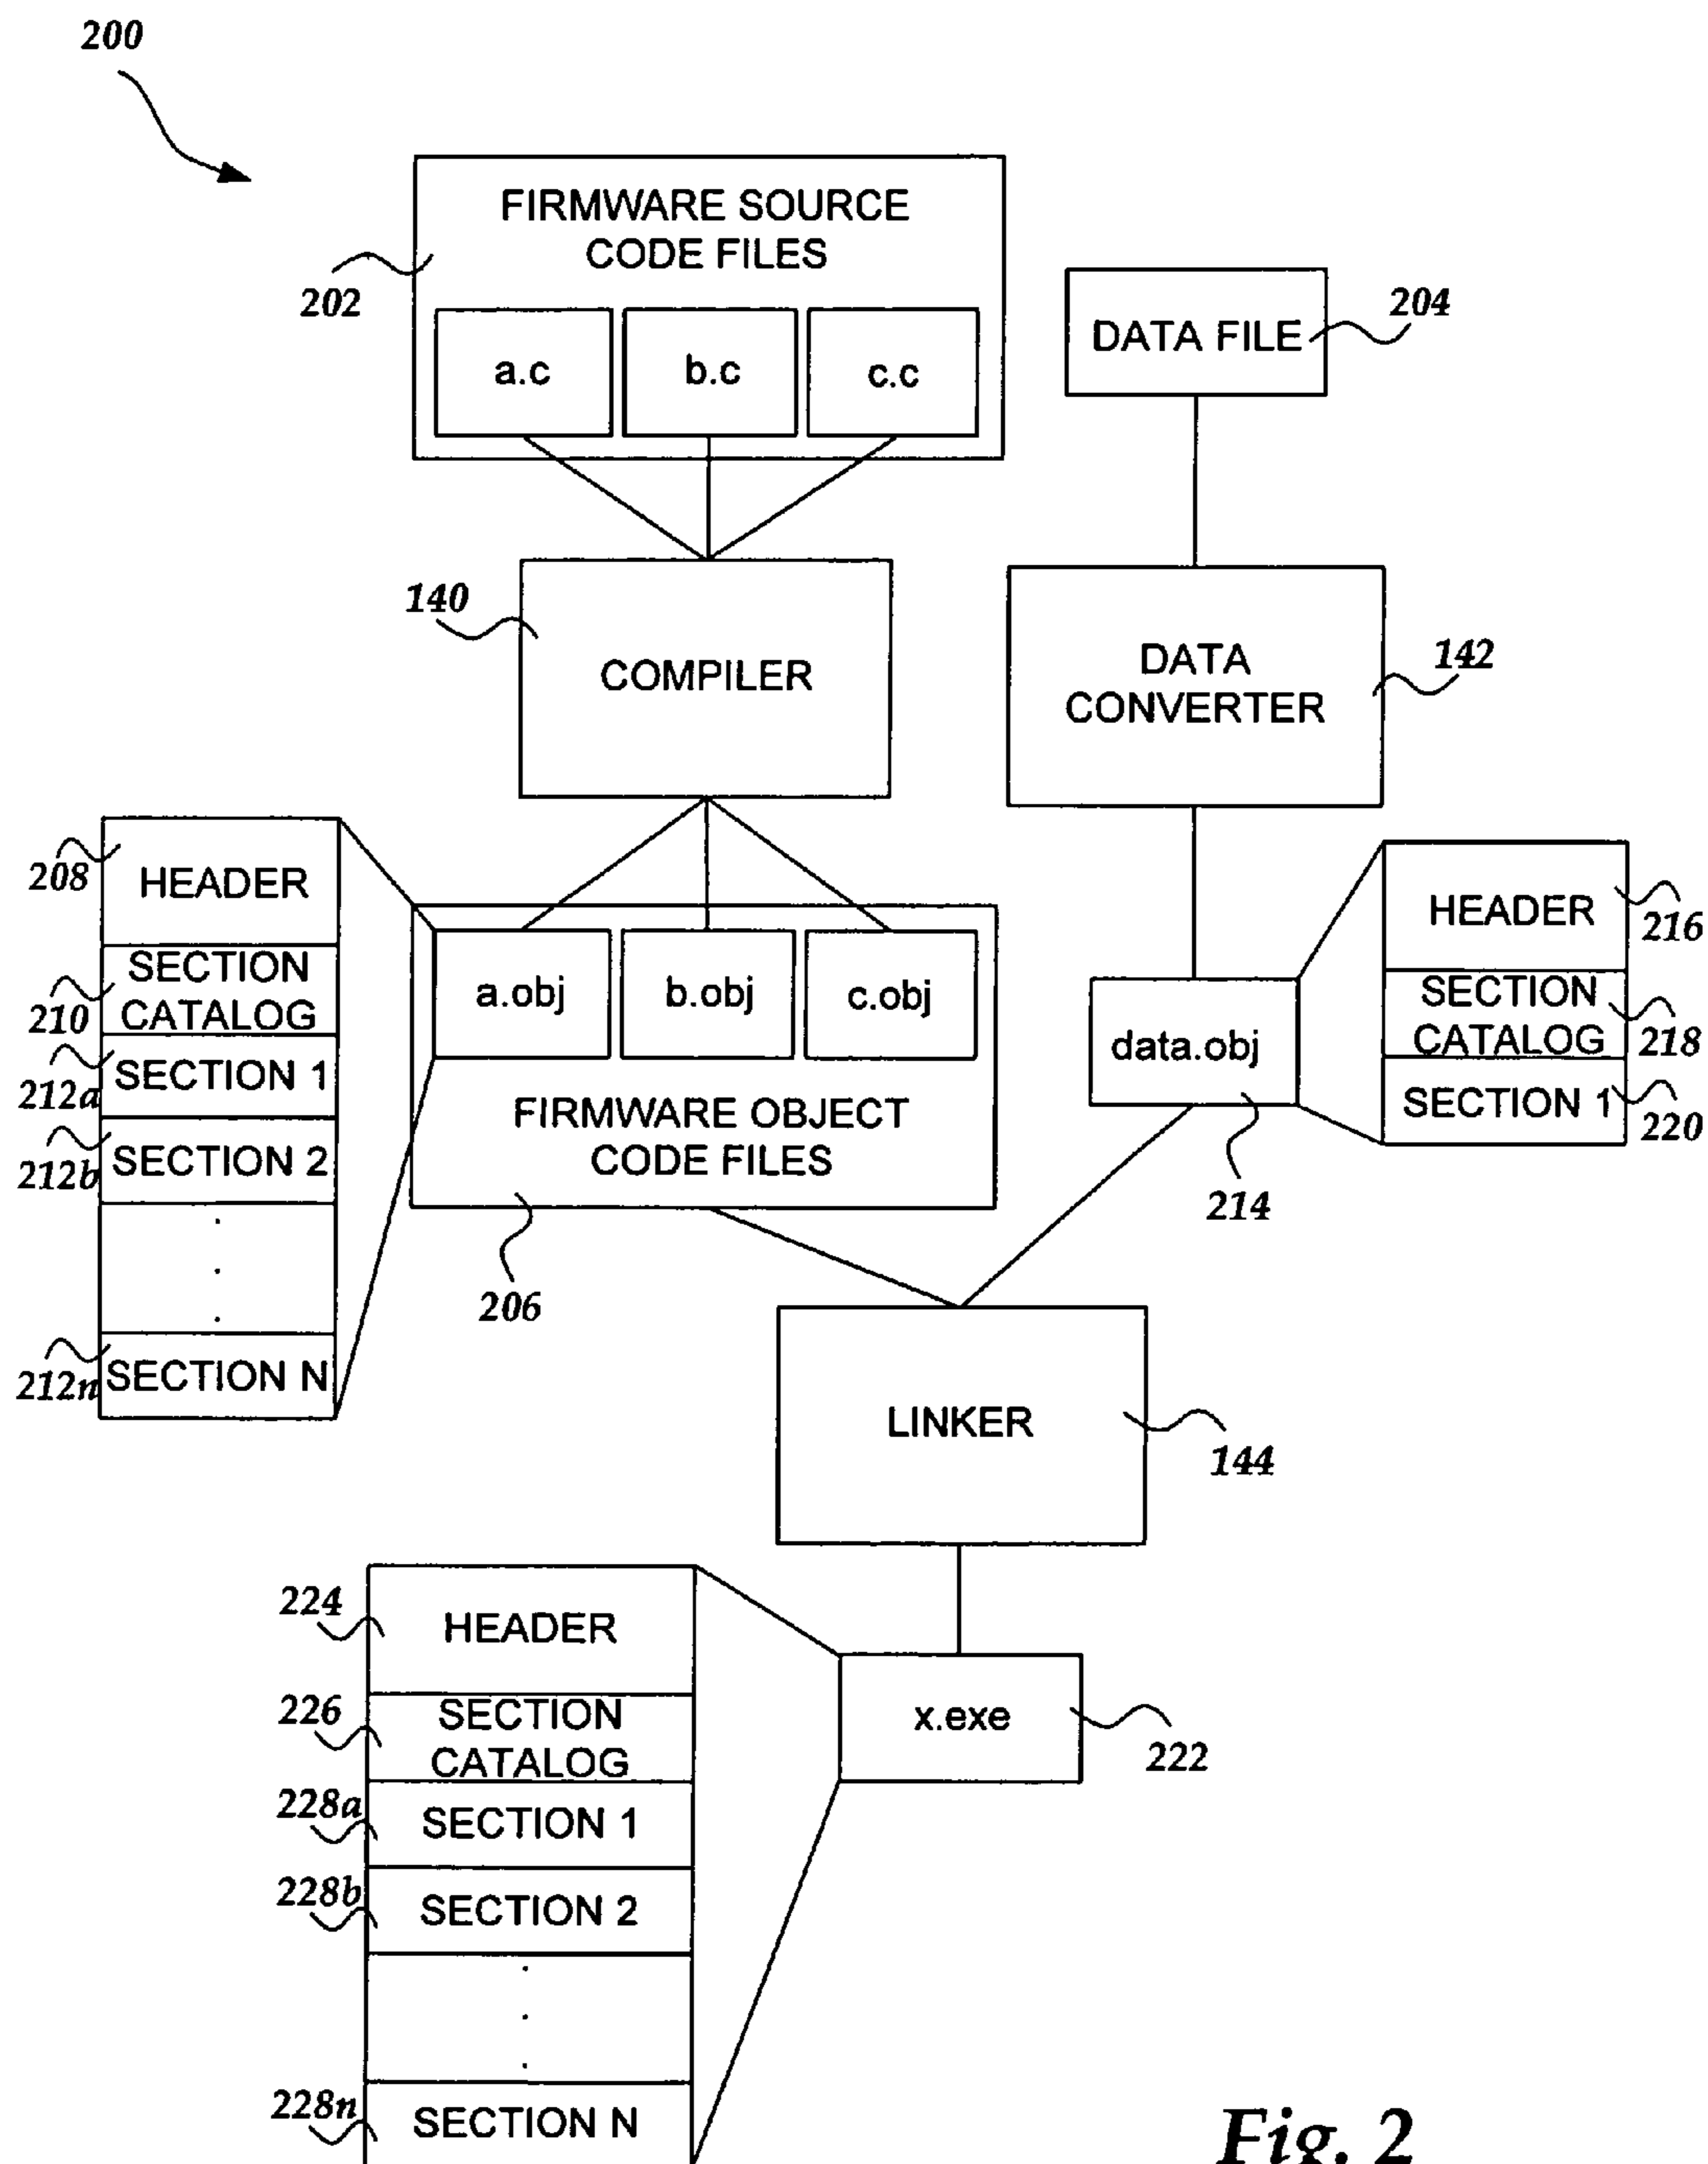 200
FIRMWARE SOURCE
CODE FILES
202
a.c
b.c
c.c
DATA FILE
204
140
COMPILER
DATA
CONVERTER
142
208
HEADER
210
SECTION
CATALOG
212a
SECTION 1
212b
SECTION 2
.
.
.
212n
SECTION N
a.obj
b.obj
c.obj
FIRMWARE OBJECT
CODE FILES
206
data.obj
214
HEADER
216
SECTION
CATALOG
218
SECTION 1
220
LINKER
144
224
HEADER
226
SECTION
CATALOG
228a
SECTION 1
228b
SECTION 2
.
.
.
228n
SECTION N
x.exe
222
Fig. 2